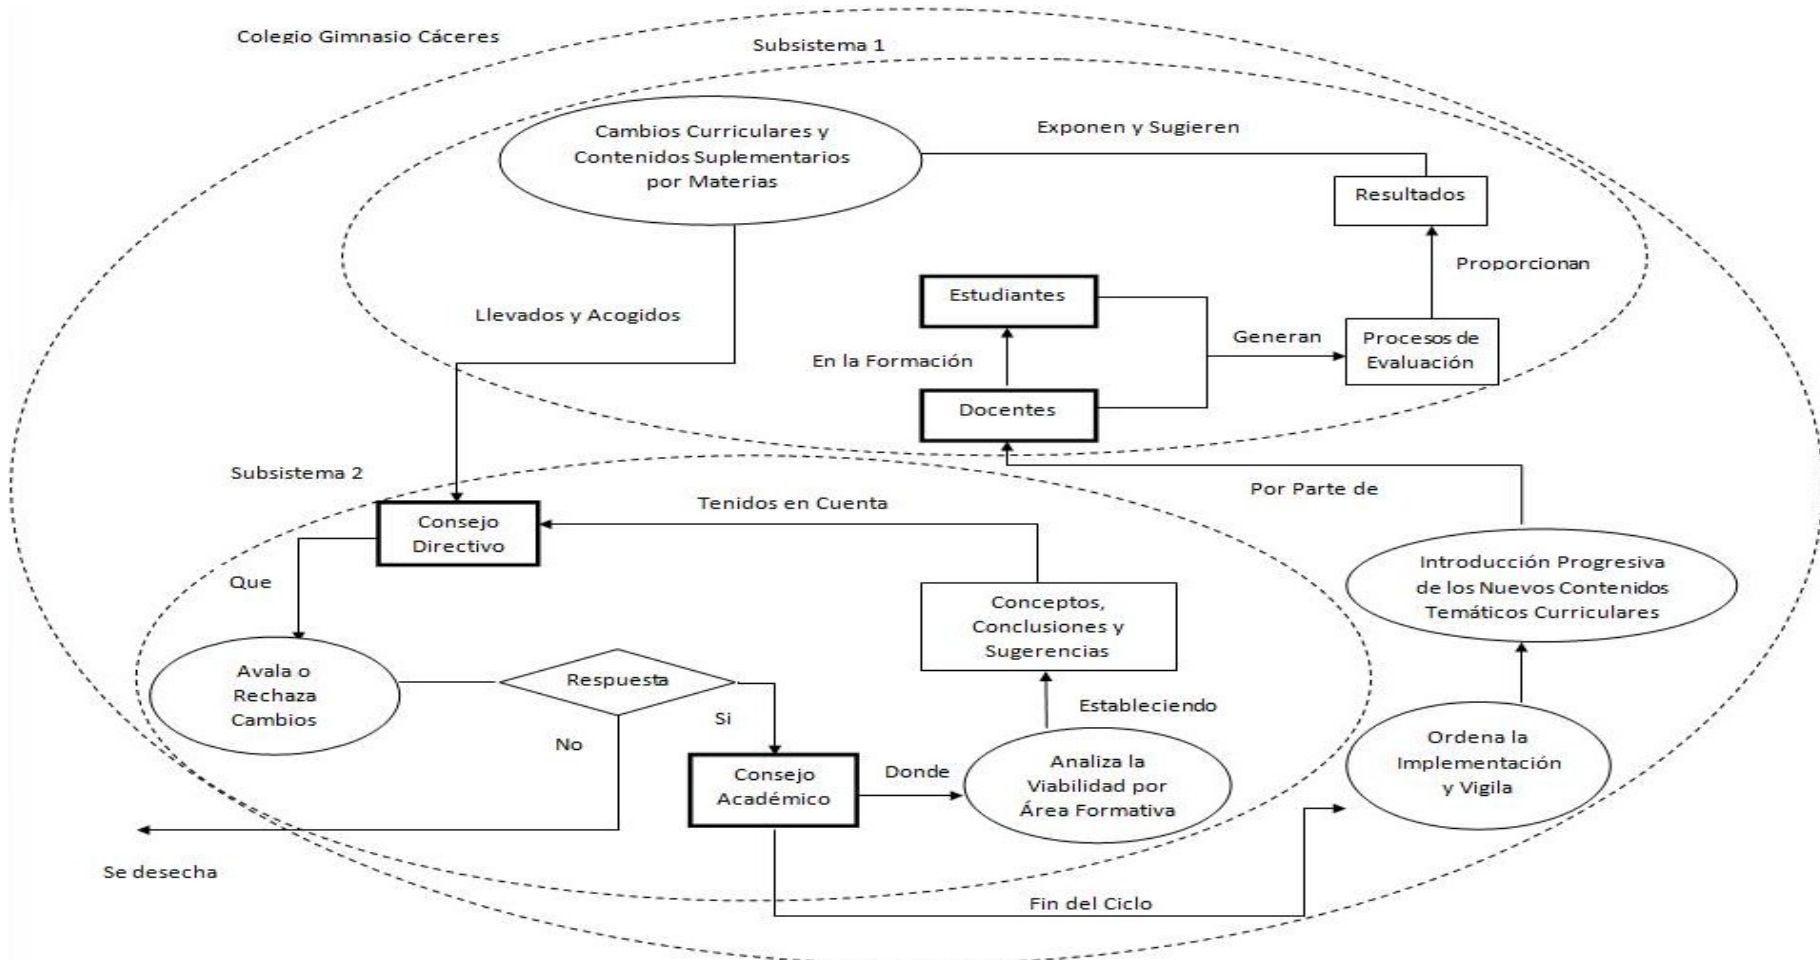 Colegio Gimnasio Cáceres
Subsistema 1
Cambios Curriculares y
Contenidos Suplementarios
por Materias
Exponen y Sugieren
Resultados
Proporcionan
Estudiantes
Llevados y Acogidos
Generan
Procesos de
Evaluación
En la Formación
Docentes
Subsistema 2
Por Parte de
Tenidos en Cuenta
Consejo
Directivo
Que
Introducción Progresiva
de los Nuevos Contenidos
Temáticos Curriculares
Conceptos,
Conclusiones y
Sugerencias
Avala o
Rechaza
Cambios
Respuesta
Si
No
Estableciendo
Ordena la
Implementación
y Vigila
Consejo
Académico
Donde
Analiza la
Viabilidad por
Área Formativa
Se desecha
Fin del Ciclo